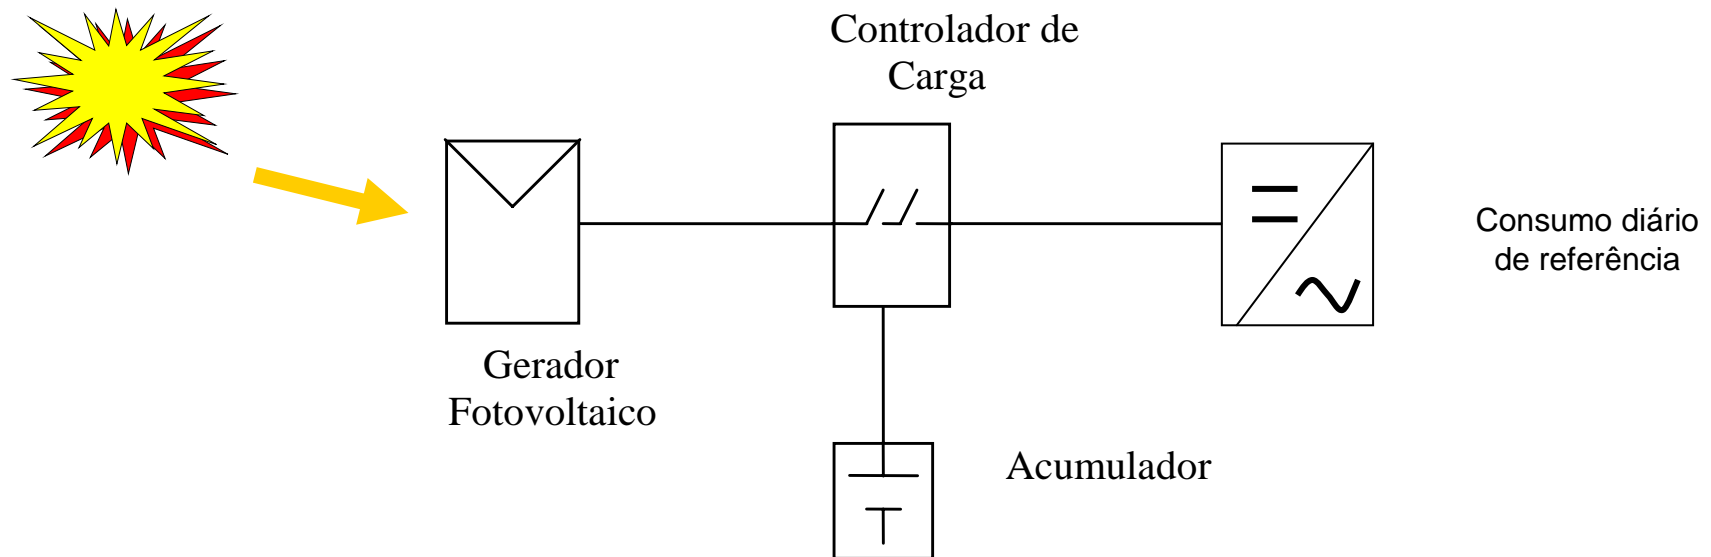 Controlador de
Carga
Consumo diário
de referência
Gerador
Fotovoltaico
Acumulador